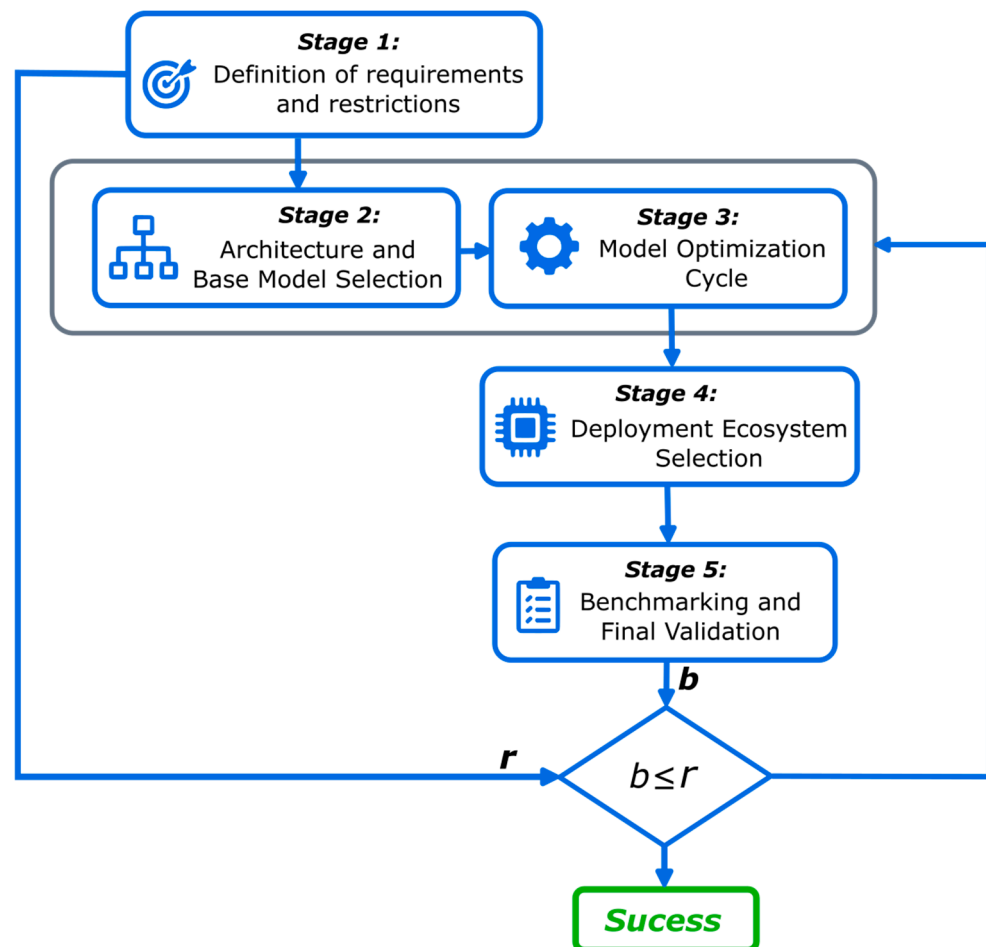 Stage 1:
Definition of requirements
and restrictions
Stage 2:
Architecture and
Base Model Selection
Stage 3:
Model Optimization
Cycle
Stage 4:
Deployment Ecosystem
Selection
Stage 5:
Benchmarking and
Final Validation
b
r
b≤r
Sucess